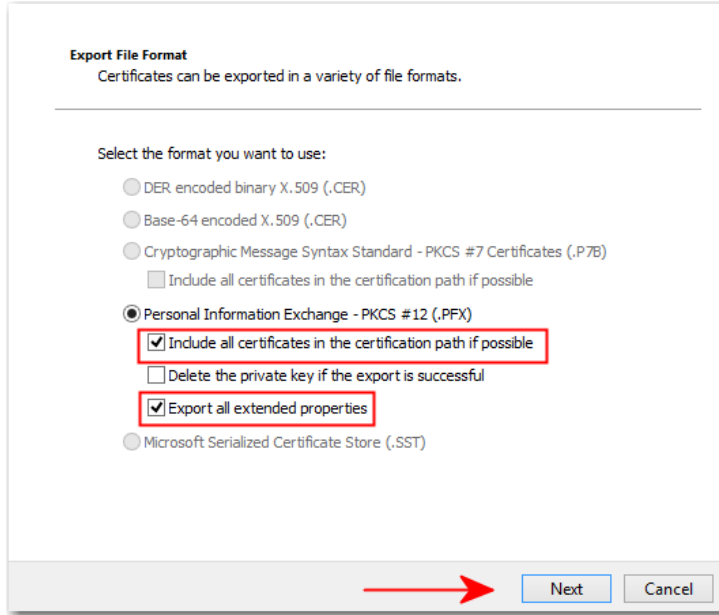 Export File Format
Certificates can be exported in a variety of file formats.
Select the format you want to use:
DER encoded binary X.509 (.CER)
Base-64 encoded X.509 (.CER)
Cryptographic Message Syntax Standard - PKCS #7 Certificates (.P7B)
Include all certificates in the certification path if possible
Personal Information Exchange - PKCS #12 (.PFX)
Include all certificates in the certification path if possible
Delete the private key if the export is successful
Export all extended properties
Microsoft Serialized Certificate Store (.SST)
Next Cancel